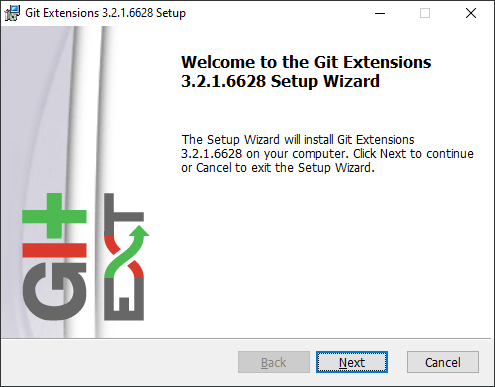 Git Extensions 3.2.1.6628 Setup
Welcome to the Git Extensions
3.2.1.6628 Setup Wizard
The Setup Wizard will install Git Extensions
3.2.1.6628 on your computer. Click Next to continue
or Cancel to exit the Setup Wizard.
GIT
EXT
Back
Next
Cancel